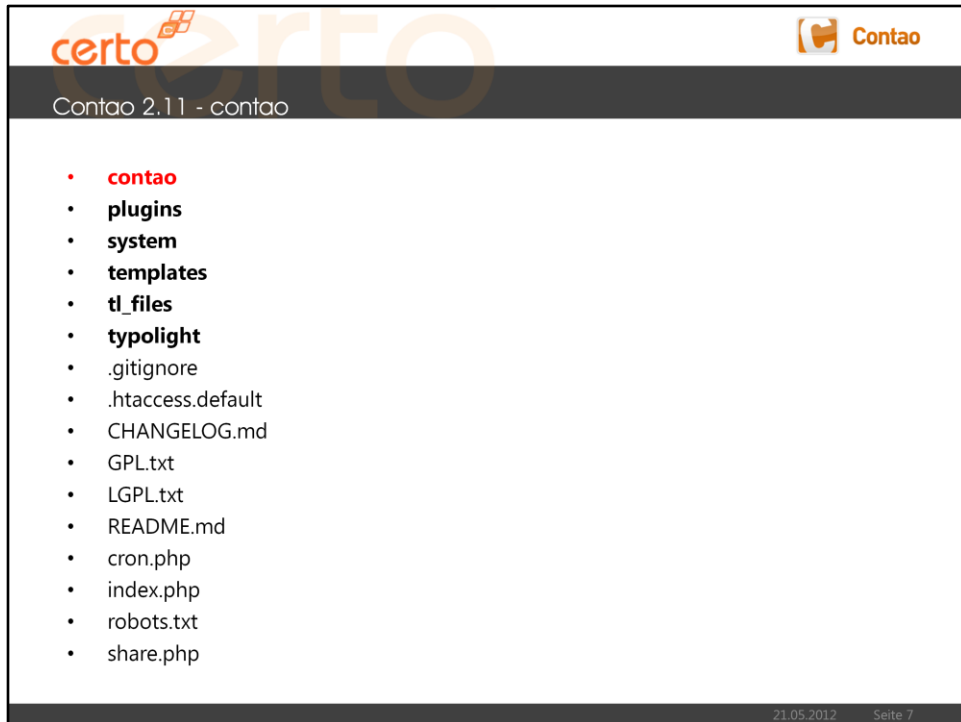 certo
Contao
Contao 2.11 - contao
• contao
• plugins
• system
• templates
• tl_files
• typolight
• .gitignore
• .htaccess.default
• CHANGELOG.md
• GPL.txt
• LGPL.txt
• README.md
• cron.php
• index.php
• robots.txt
• share.php
21.05.2012 Seite 7